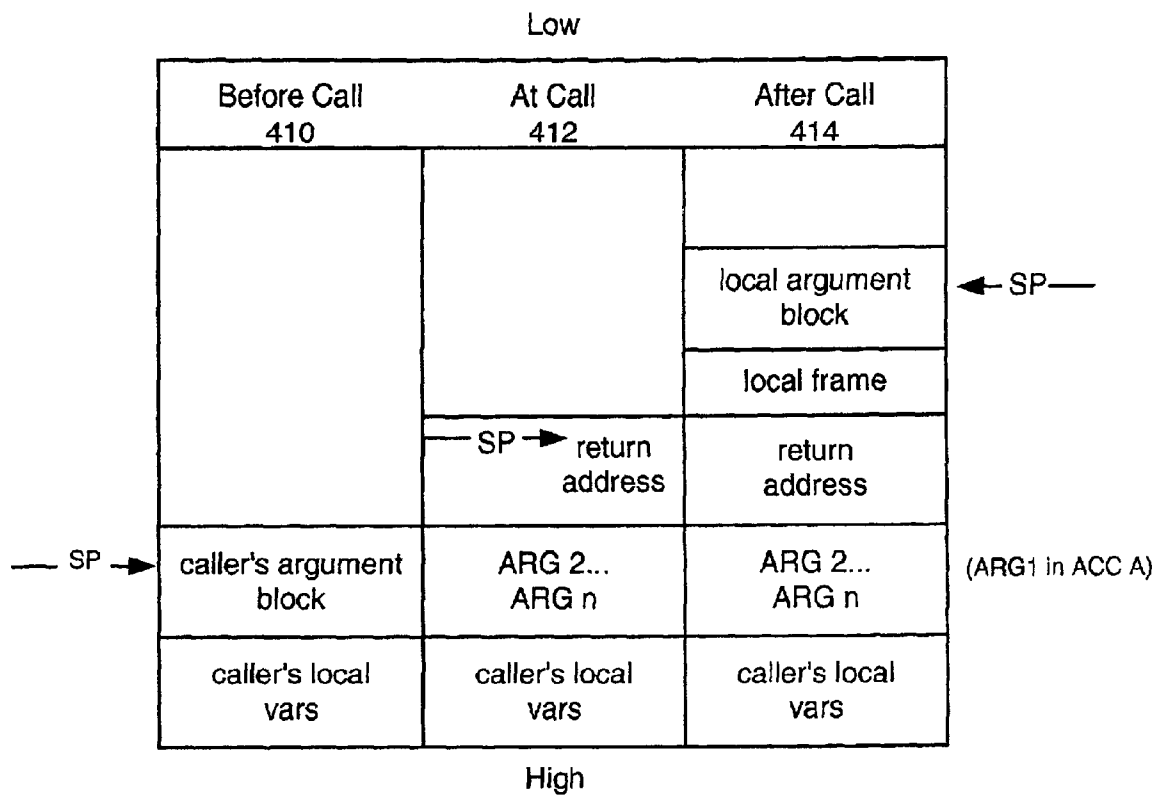 Low
Before Call
410
At Call
412
After Call
414
local argument
block
SP
local frame
SP
return
address
return
address
SP
caller's argument
block
ARG 2...
ARG n
ARG 2...
ARG n
(ARG1 in ACC A)
caller's local
vars
caller's local
vars
caller's local
vars
High